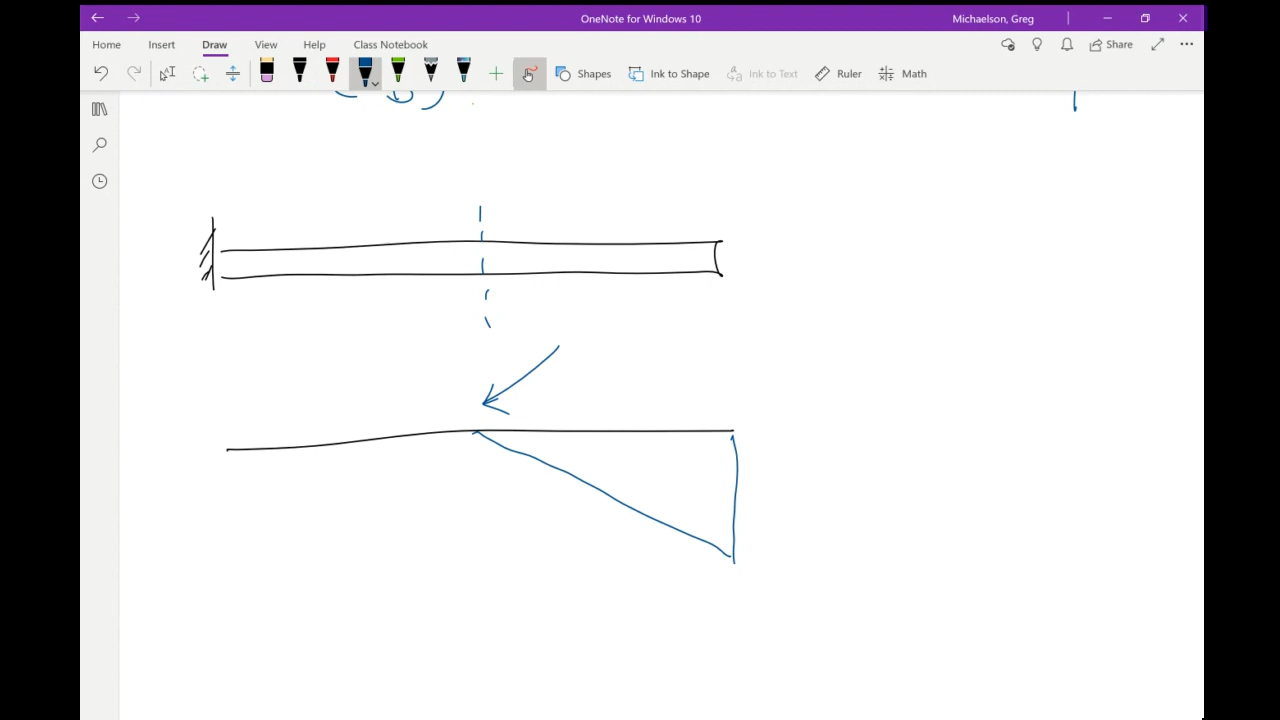 OneNote for Windows 10
Michaelson, Greg
Home Insert Draw View Help Class Notebook
Share
Shapes Ink to Shape Ink to Text Ruler Math